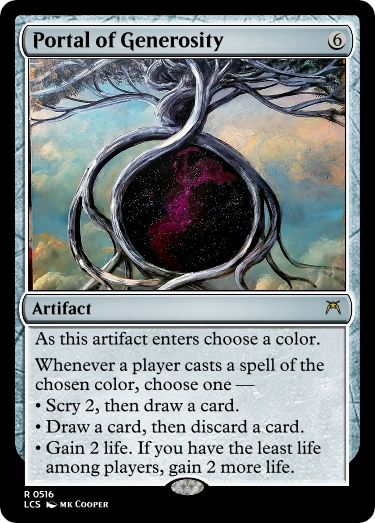 Portal of Generosity 6
Artifact
As this artifact enters choose a color.
Whenever a player casts a spell of the
chosen color, choose one —
• Scry 2, then draw a card.
• Draw a card, then discard a card.
• Gain 2 life. If you have the least life
among players, gain 2 more life.
R 0516
LCS MK COOPER